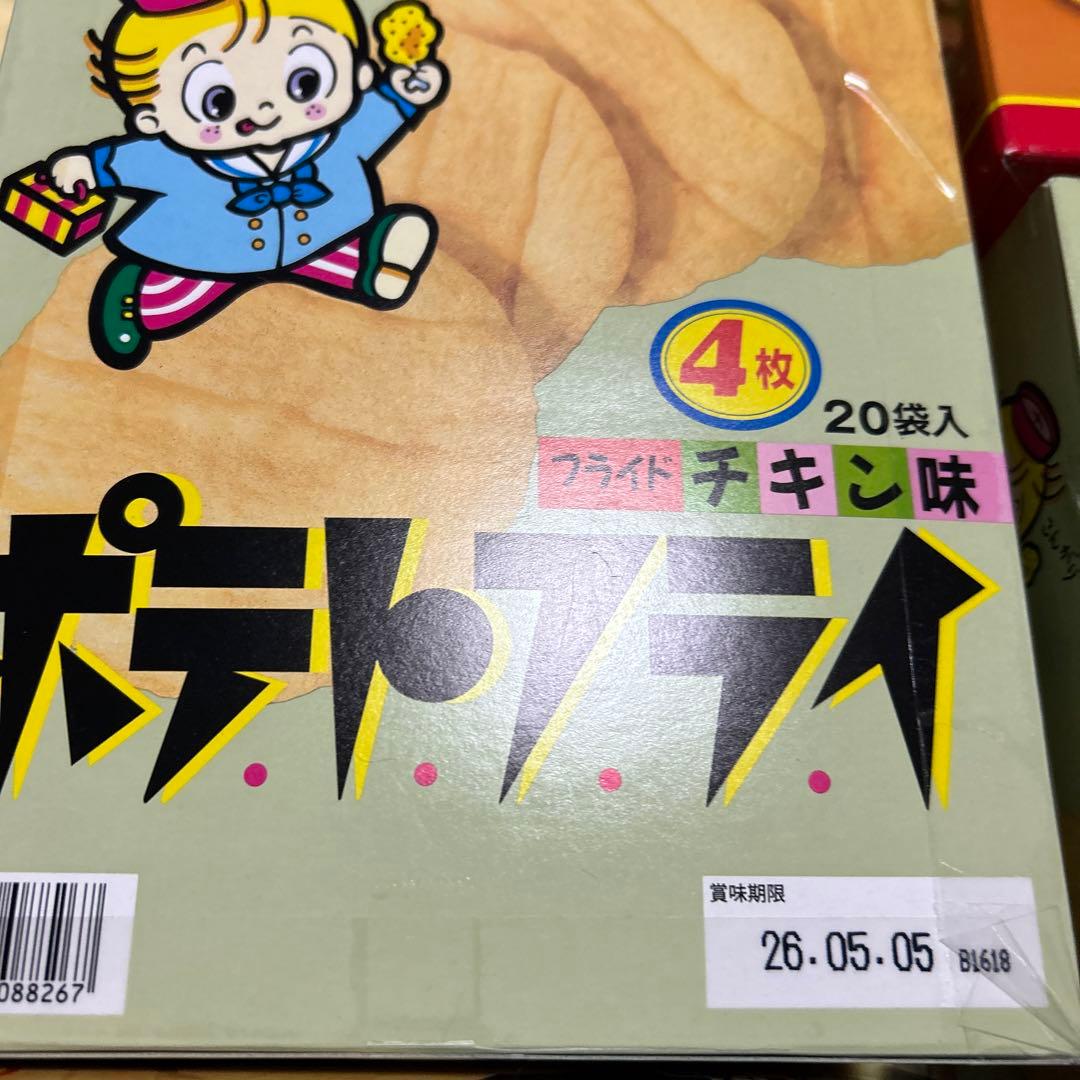 4枚
20袋入
フライドチキン味
ポテトフライ
賞味期限
26.05.05 B1618
088267